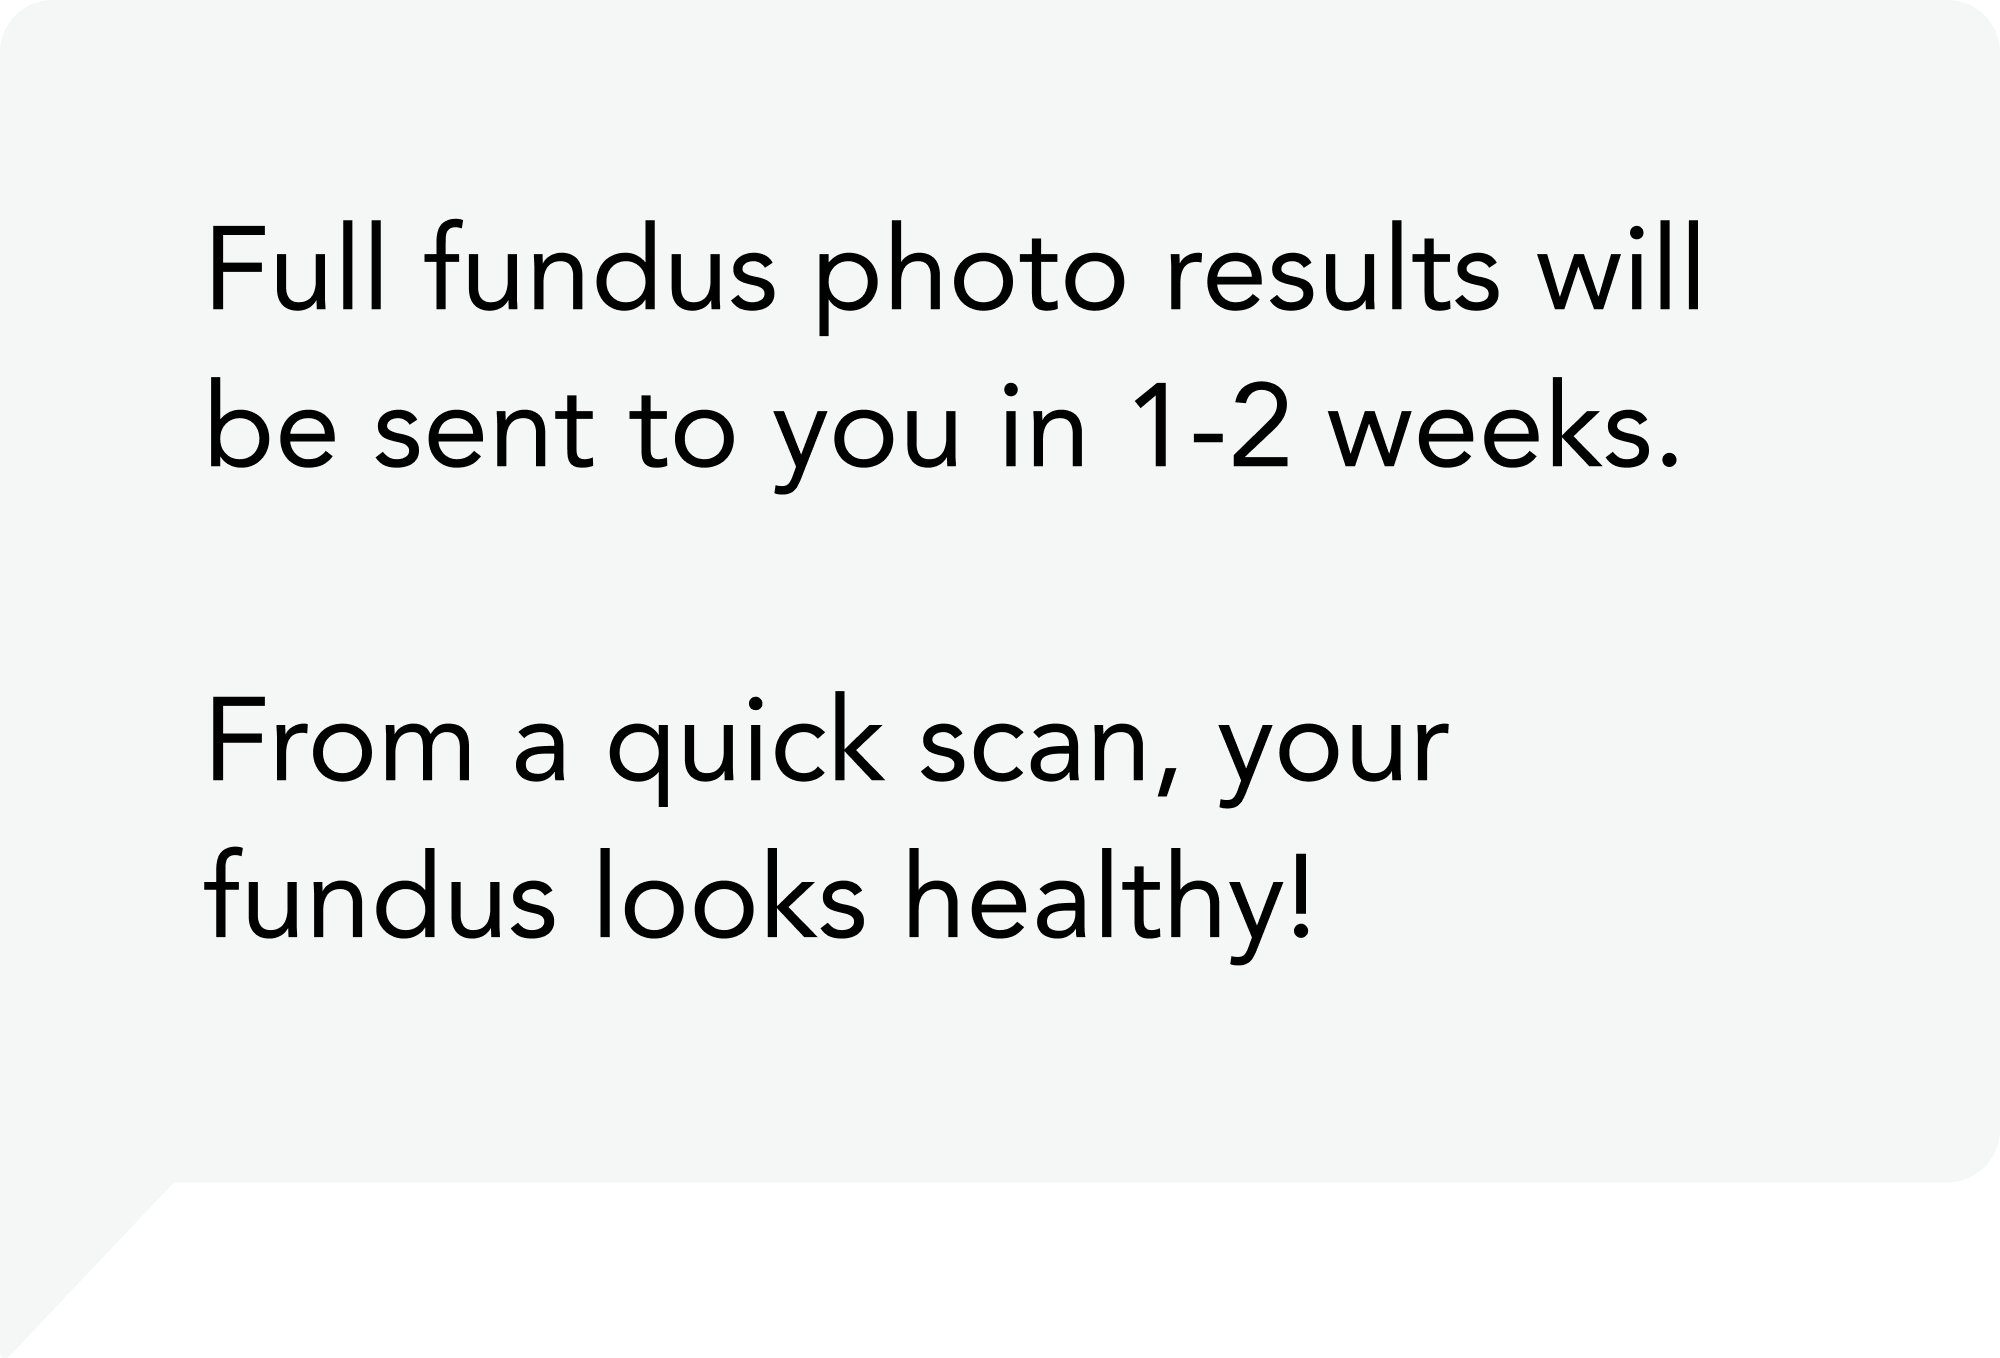 Full fundus photo results will
be sent to you in 1-2 weeks.
From a quick scan, your
fundus looks healthy!